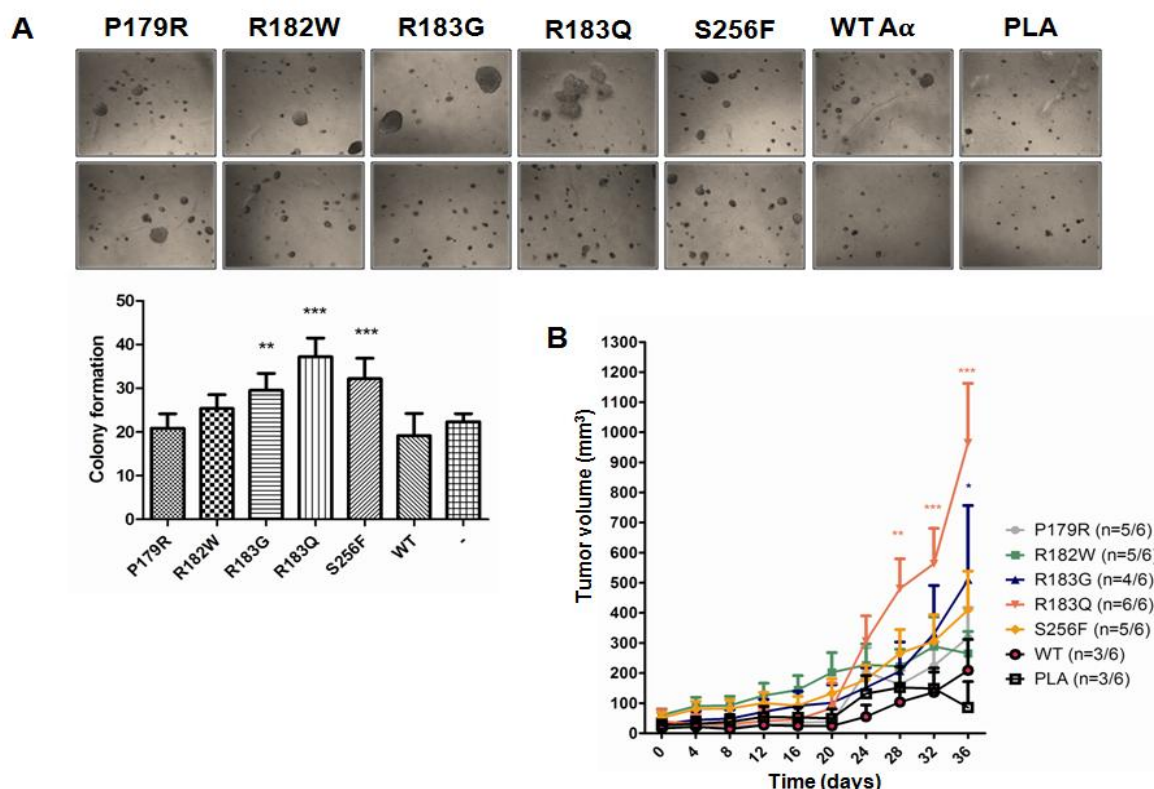 A
P179R R182W R183G R183Q S256F WT Aα PLA
50
40
30
20
10
0
Colony formation
** *** ***
P179R R182W R183G R183Q S256F WT -
B
1300
1200
1100
1000
900
800
700
600
500
400
300
200
100
0
Tumor volume (mm³)
** *** *** *
0 4 8 12 16 20 24 28 32 36
Time (days)
P179R (n=5/6)
R182W (n=5/6)
R183G (n=4/6)
R183Q (n=6/6)
S256F (n=5/6)
WT (n=3/6)
PLA (n=3/6)